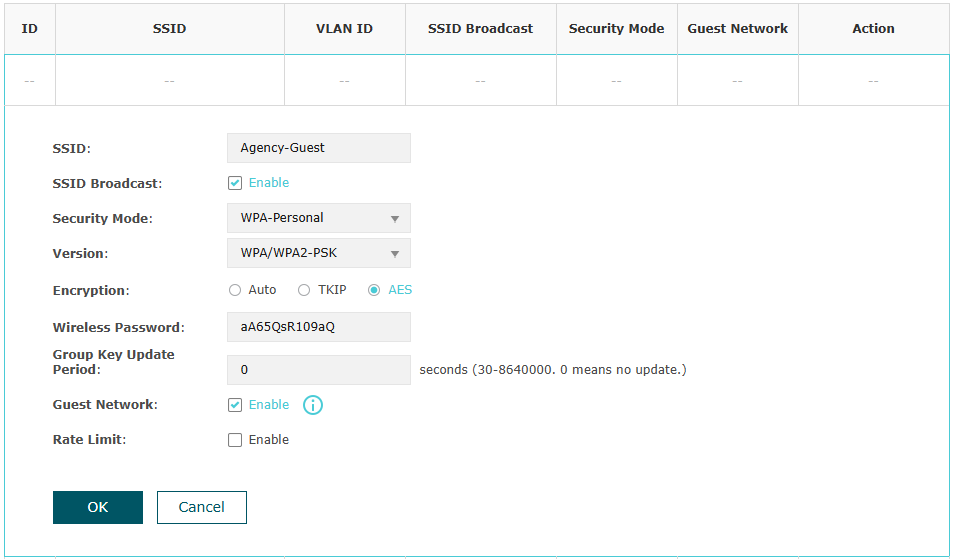 ID SSID VLAN ID SSID Broadcast Security Mode Guest Network Action
-- -- -- -- -- -- --
SSID: Agency-Guest
SSID Broadcast: Enable
Security Mode: WPA-Personal
Version: WPA/WPA2-PSK
Encryption: Auto TKIP AES
Wireless Password: aA65QsR109aQ
Group Key Update
Period: 0 seconds (30-8640000. 0 means no update.)
Guest Network: Enable
Rate Limit: Enable
OK Cancel